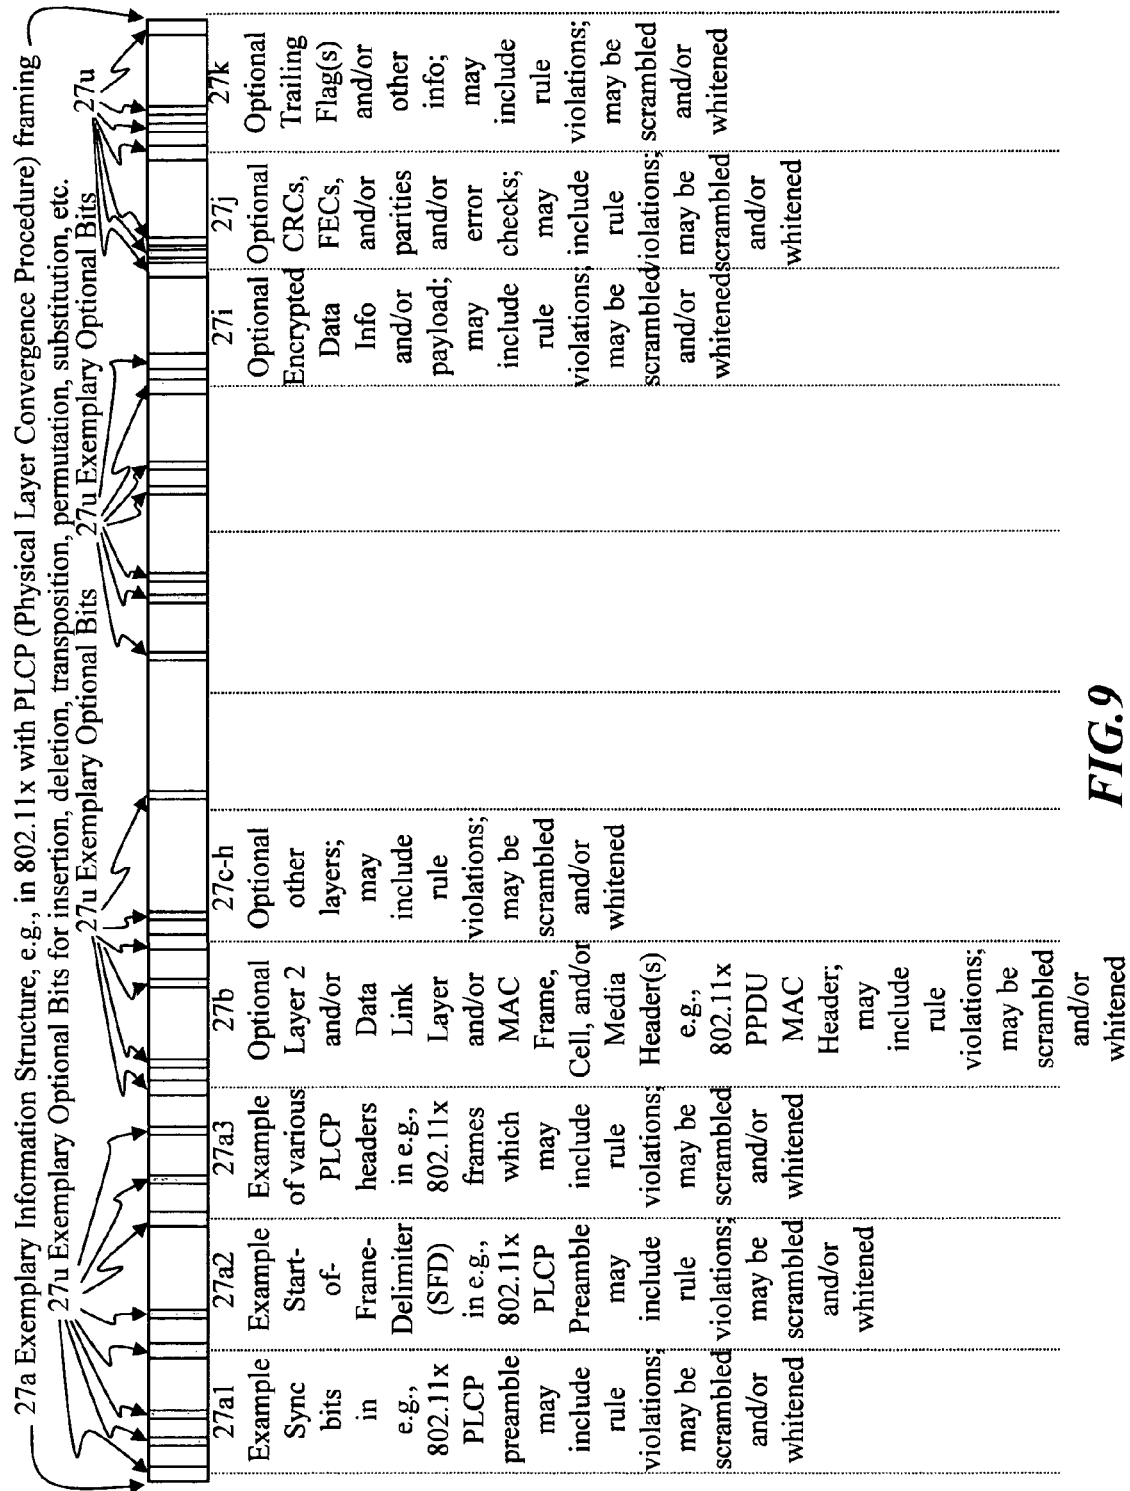 27a Exemplary Information Structure, e.g., in 802.11x with PLCP (Physical Layer Convergence Procedure) framing
27u Exemplary Optional Bits for insertion, deletion, transposition, permutation, substitution, etc.
27u Exemplary Optional Bits
27u Exemplary Optional Bits
27u
27a1
Example
Sync
bits
in
e.g.,
802.11x
PLCP
preamble
may
include
rule
violations;
may be
scrambled
and/or
whitened
27a2
Example
Start-
of-
Frame-
Delimiter
(SFD)
in e.g.,
802.11x
PLCP
Preamble
may
include
rule
violations;
may be
scrambled
and/or
whitened
27a3
Example
of various
PLCP
headers
in e.g.,
802.11x
frames
which
may
include
rule
violations;
may be
scrambled
and/or
whitened
27b
Optional
Layer 2
and/or
Data
Link
Layer
and/or
MAC
Frame,
Cell, and/or
Media
Header(s)
e.g.,
802.11x
PPDU
MAC
Header;
may
include
rule
violations;
may be
scrambled
and/or
whitened
27c-h
Optional
other
layers;
may
include
rule
violations;
may be
scrambled
and/or
whitened
27i
Optional
Encrypted
Data
Info
and/or
payload;
may
include
rule
violations;
may be
scrambled
and/or
whitened
27j
Optional
CRCs,
FECs,
and/or
parities
and/or
error
checks;
may
include
rule
violations;
may be
scrambled
and/or
whitened
27k
Optional
Trailing
Flag(s)
and/or
other
info;
may
include
rule
violations;
may be
scrambled
and/or
whitened
FIG.9